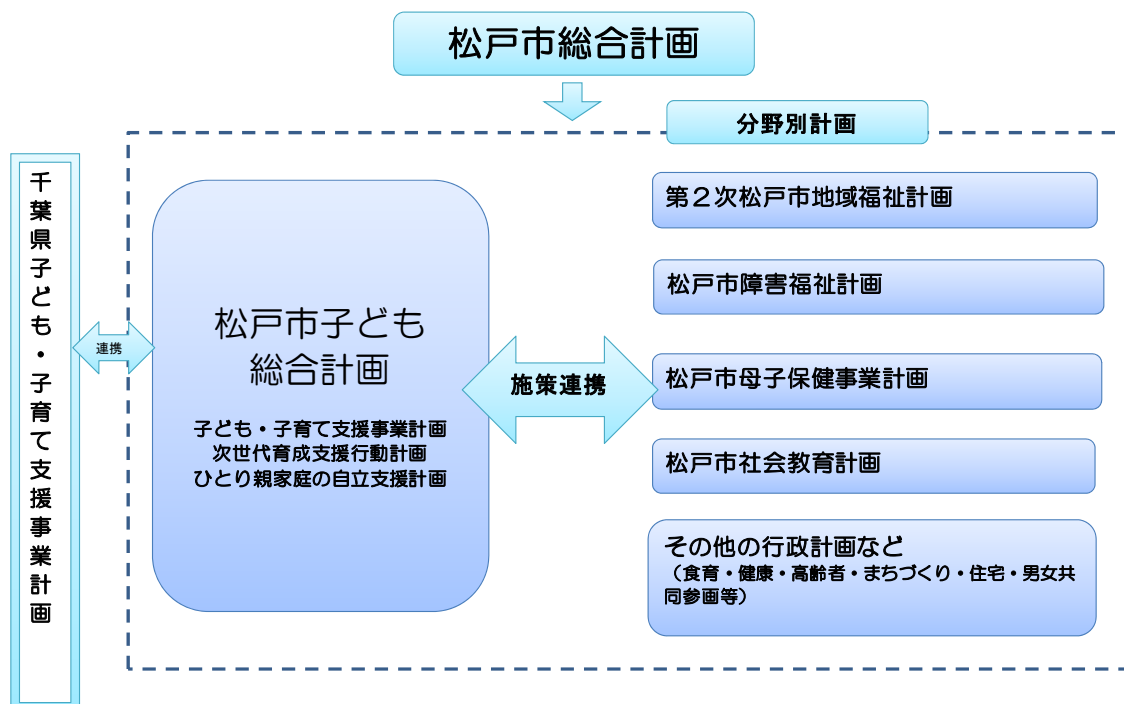 松戸市総合計画
分野別計画
千葉県子ども・子育て支援事業計画
連携
松戸市子ども
総合計画
子ども・子育て支援事業計画
次世代育成支援行動計画
ひとり親家庭の自立支援計画
施策連携
第２次松戸市地域福祉計画
松戸市障害福祉計画
松戸市母子保健事業計画
松戸市社会教育計画
その他の行政計画など
（食育・健康・高齢者・まちづくり・住宅・男女共
同参画等）